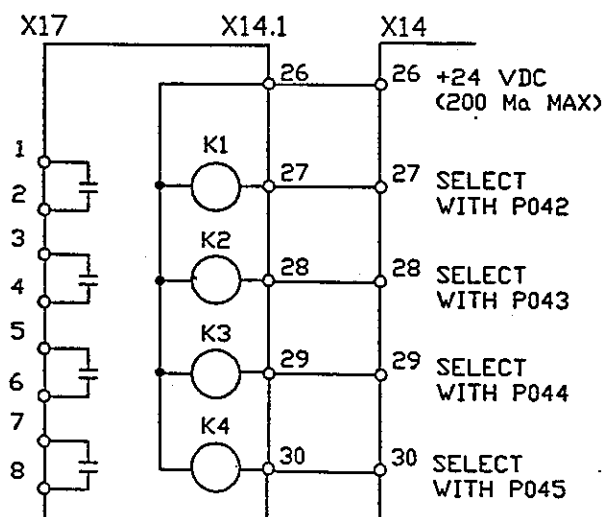 X17 X14.1 X14
26 26 +24 VDC
(200 Ma MAX)
1 K1
2 27 27 SELECT
WITH P042
3 K2
4 28 28 SELECT
WITH P043
5 K3
6 29 29 SELECT
WITH P044
7 K4
8 30 30 SELECT
WITH P045